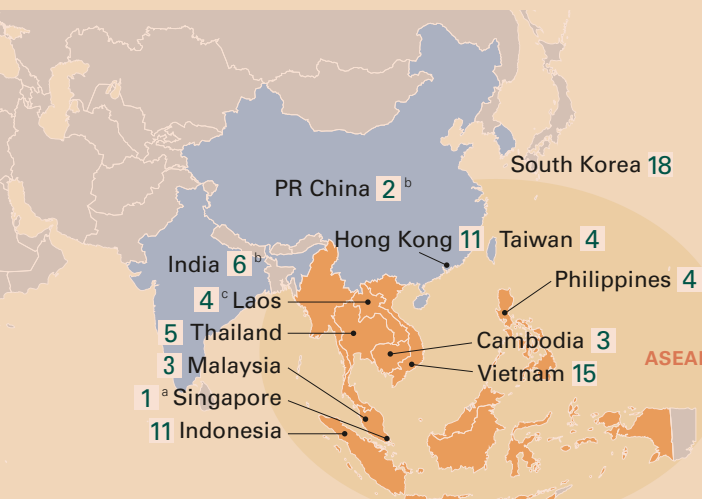 South Korea 18
PR China 2 b
Hong Kong 11
Taiwan 4
India 6 b
Philippines 4
4 c Laos
5 Thailand
Cambodia 3
3 Malaysia
ASEA
Vietnam 15
1 a Singapore
11 Indonesia